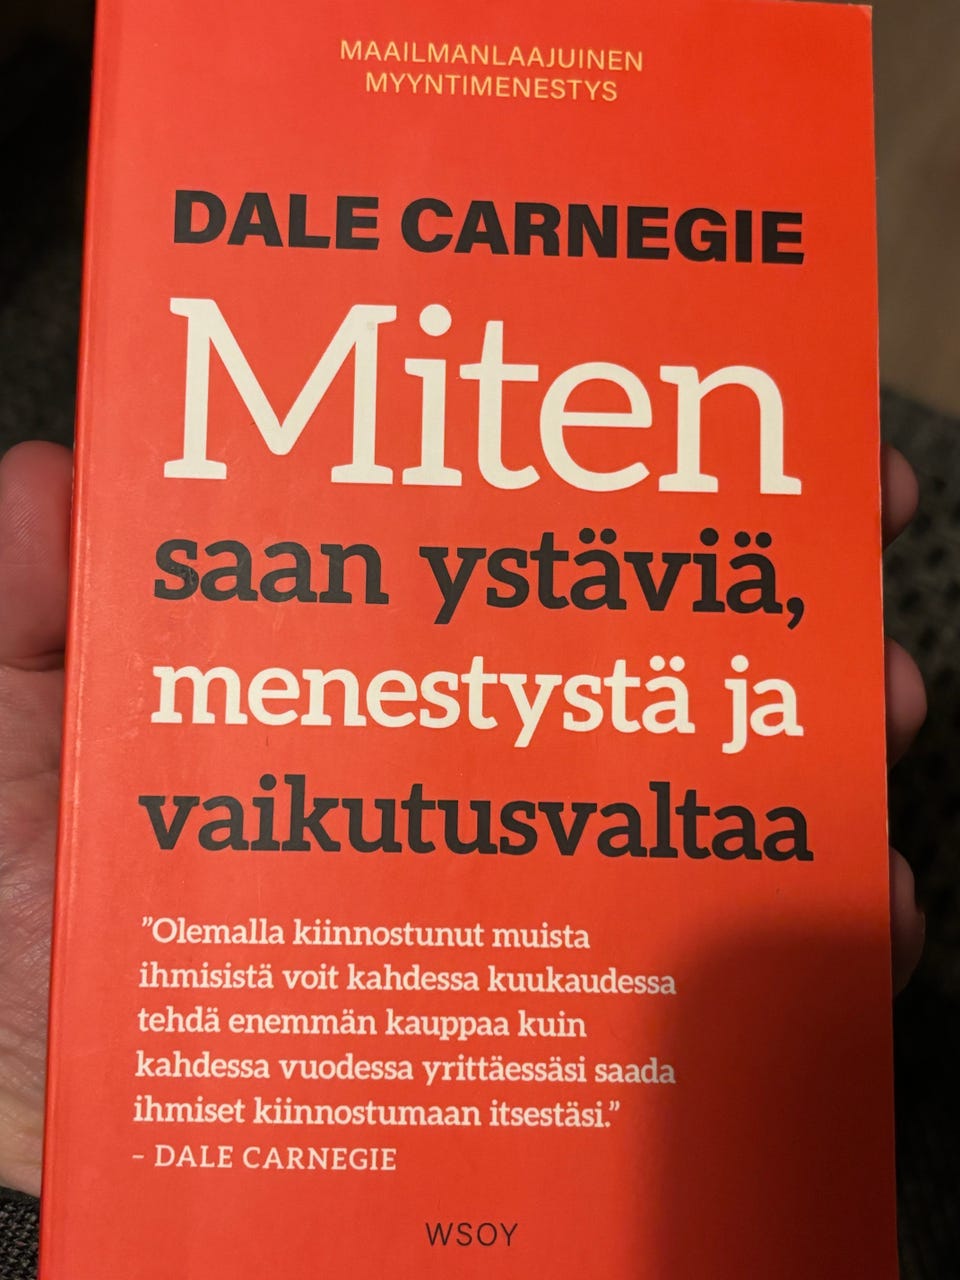 MAAILMANLAAJUINEN
MYYNTIMENESTYS
DALE CARNEGIE
Miten
saan ystäviä,
menestystä ja
vaikutusvaltaa
”Olemalla kiinnostunut muista
ihmisistä voit kahdessa kuukaudessa
tehdä enemmän kauppaa kuin
kahdessa vuodessa yrittäessäsi saada
ihmiset kiinnostumaan itsestäsi.”
– DALE CARNEGIE
WSOY